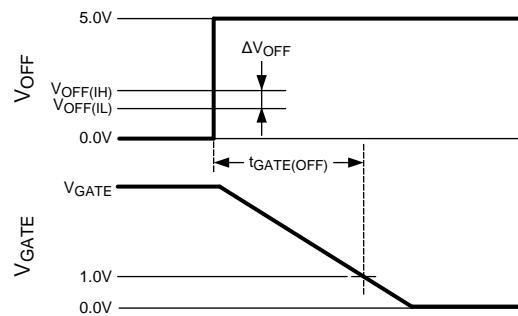 5.0V
ΔVOFF
VOFF(IH)
VOFF(IL)
VOFF
0.0V
tGATE(OFF)
VGATE
VGATE
1.0V
0.0V